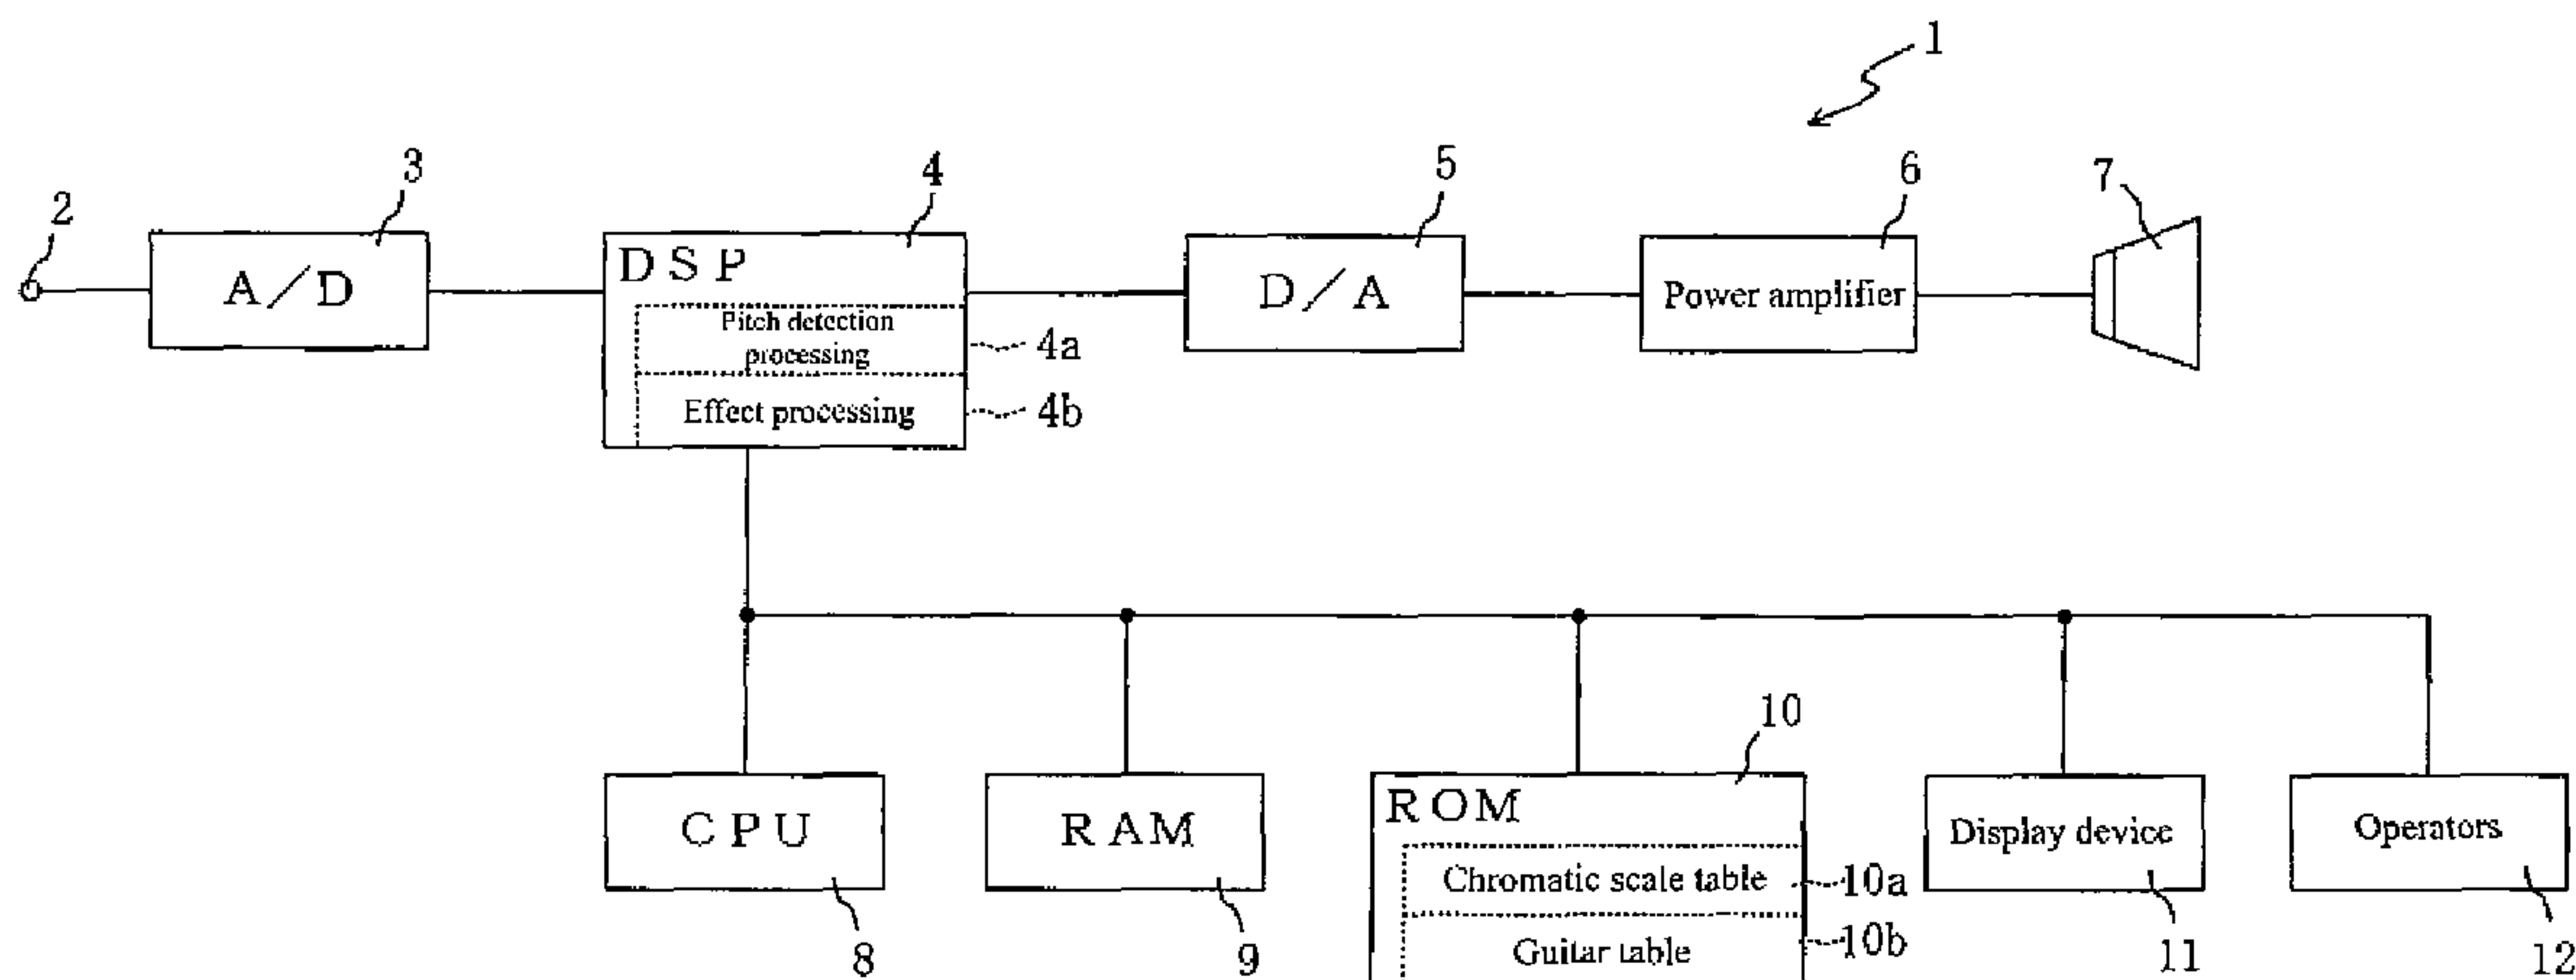 1
2
3
4
5
6
7
A/D
DSP
Pitch detection
processing
4a
Effect processing
4b
D/A
Power amplifier
10
CPU
RAM
ROM
Chromatic scale table
10a
Guitar table
10b
Display device
Operators
8
9
11
12